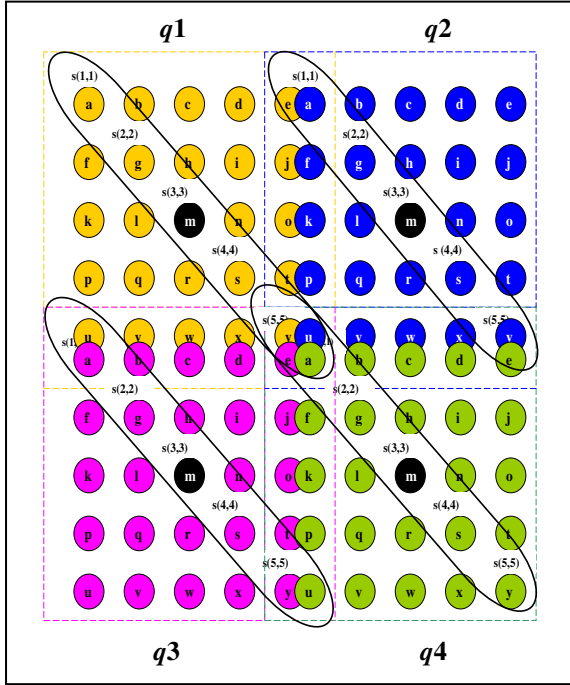 q1 q2
s(1,1) s(1,1)
a b c d e a b c d e
s(2,2) s(2,2)
f g h i j f g h i j
s(3,3) s(3,3)
k l m n o k l m n o
s(4,4) s (4,4)
p q r s t p q r s t
s(5,5) s(5,5)
u v w x y u v w x y
s(1,
a b c d e a b c d e
s(2,2) s(2,2)
f g h i j f g h i j
s(3,3) s(3,3)
k l m n o k l m n o
s(4,4) s(4,4)
p q r s t p q r s t
s(5,5) s(5,5)
u v w x y u v w x y
q3 q4